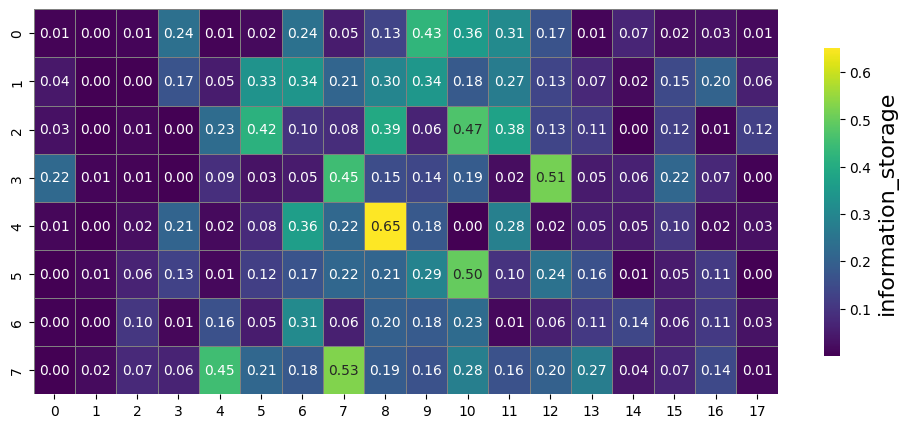 0 0.01 0.00 0.01 0.24 0.01 0.02 0.24 0.05 0.13 0.43 0.36 0.31 0.17 0.01 0.07 0.02 0.03 0.01
1 0.04 0.00 0.00 0.17 0.05 0.33 0.34 0.21 0.30 0.34 0.18 0.27 0.13 0.07 0.02 0.15 0.20 0.06
2 0.03 0.00 0.01 0.00 0.23 0.42 0.10 0.08 0.39 0.06 0.47 0.38 0.13 0.11 0.00 0.12 0.01 0.12
3 0.22 0.01 0.01 0.00 0.09 0.03 0.05 0.45 0.15 0.14 0.19 0.02 0.51 0.05 0.06 0.22 0.07 0.00
4 0.01 0.00 0.02 0.21 0.02 0.08 0.36 0.22 0.65 0.18 0.00 0.28 0.02 0.05 0.05 0.10 0.02 0.03
5 0.00 0.01 0.06 0.13 0.01 0.12 0.17 0.22 0.21 0.29 0.50 0.10 0.24 0.16 0.01 0.05 0.11 0.00
6 0.00 0.00 0.10 0.01 0.16 0.05 0.31 0.06 0.20 0.18 0.23 0.01 0.06 0.11 0.14 0.06 0.11 0.03
7 0.00 0.02 0.07 0.06 0.45 0.21 0.18 0.53 0.19 0.16 0.28 0.16 0.20 0.27 0.04 0.07 0.14 0.01
0 1 2 3 4 5 6 7 8 9 10 11 12 13 14 15 16 17
0.6
0.5
0.4
0.3
0.2
0.1
information_storage